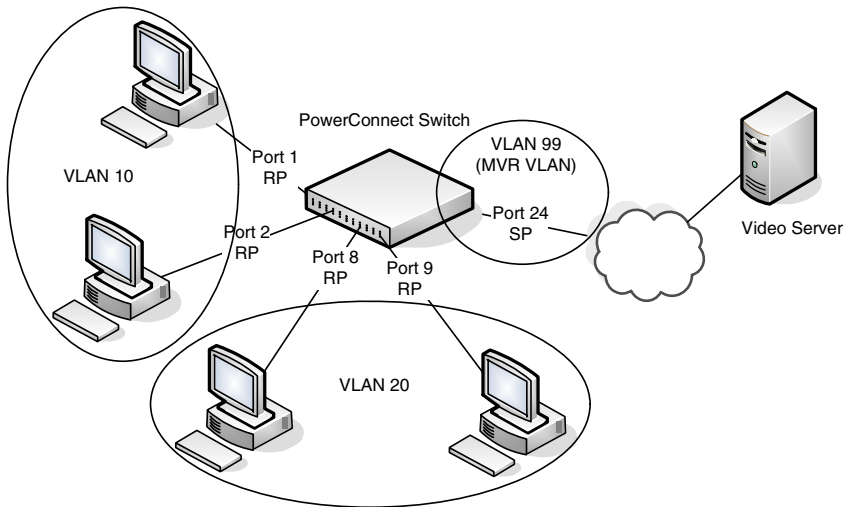 PowerConnect Switch
VLAN 99
(MVR VLAN)
Port 1
RP
VLAN 10
Port 24
SP
Video Server
Port 2
RP
Port 8
RP
Port 9
RP
VLAN 20